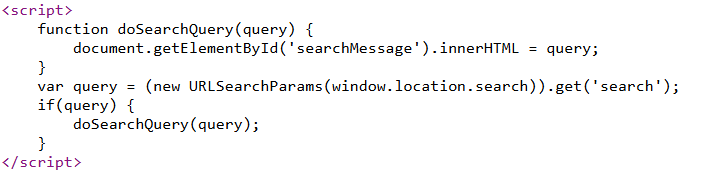 <script>
    function doSearchQuery(query) {
        document.getElementById('searchMessage').innerHTML = query;
    }
    var query = (new URLSearchParams(window.location.search)).get('search');
    if(query) {
        doSearchQuery(query);
    }
</script>